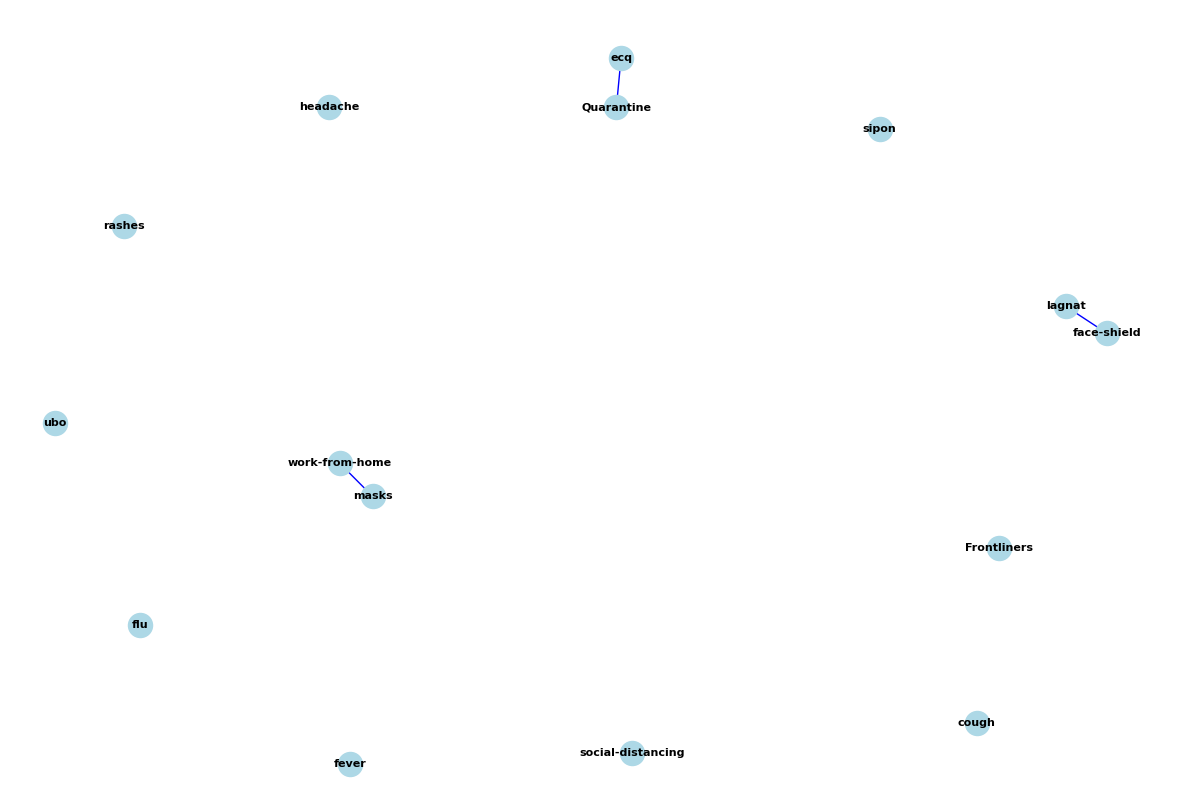 ecq
headache
Quarantine
sipon
rashes
lagnat
face-shield
ubo
work-from-home
masks
Frontliners
flu
cough
social-distancing
fever